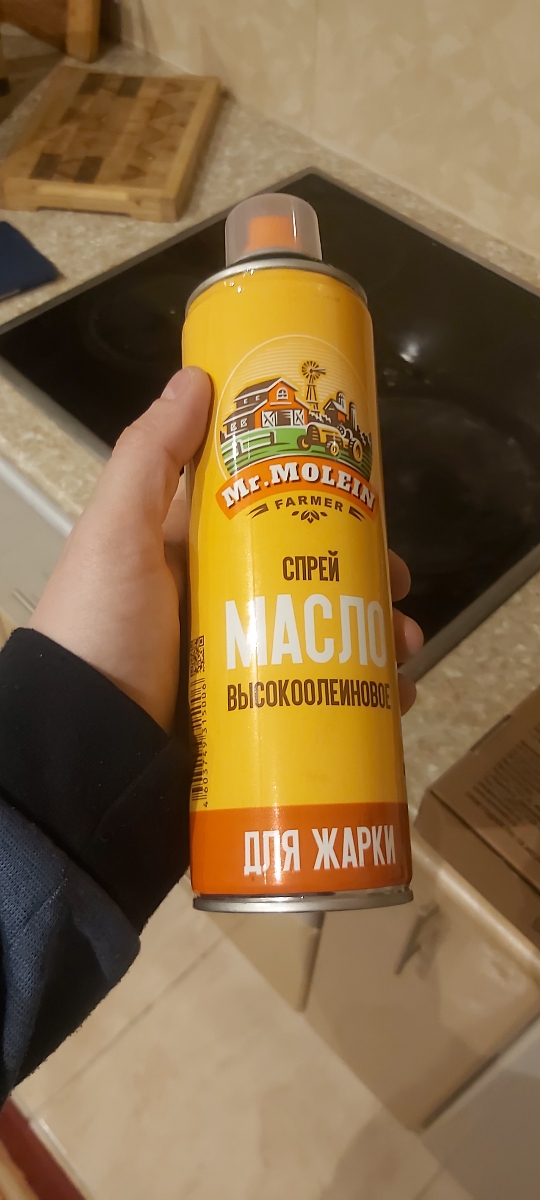 Mr. MOLEIN
FARMER
СПРЕЙ
МАСЛО
ВЫСОКООЛЕИНОВОЕ
ДЛЯ ЖАРКИ